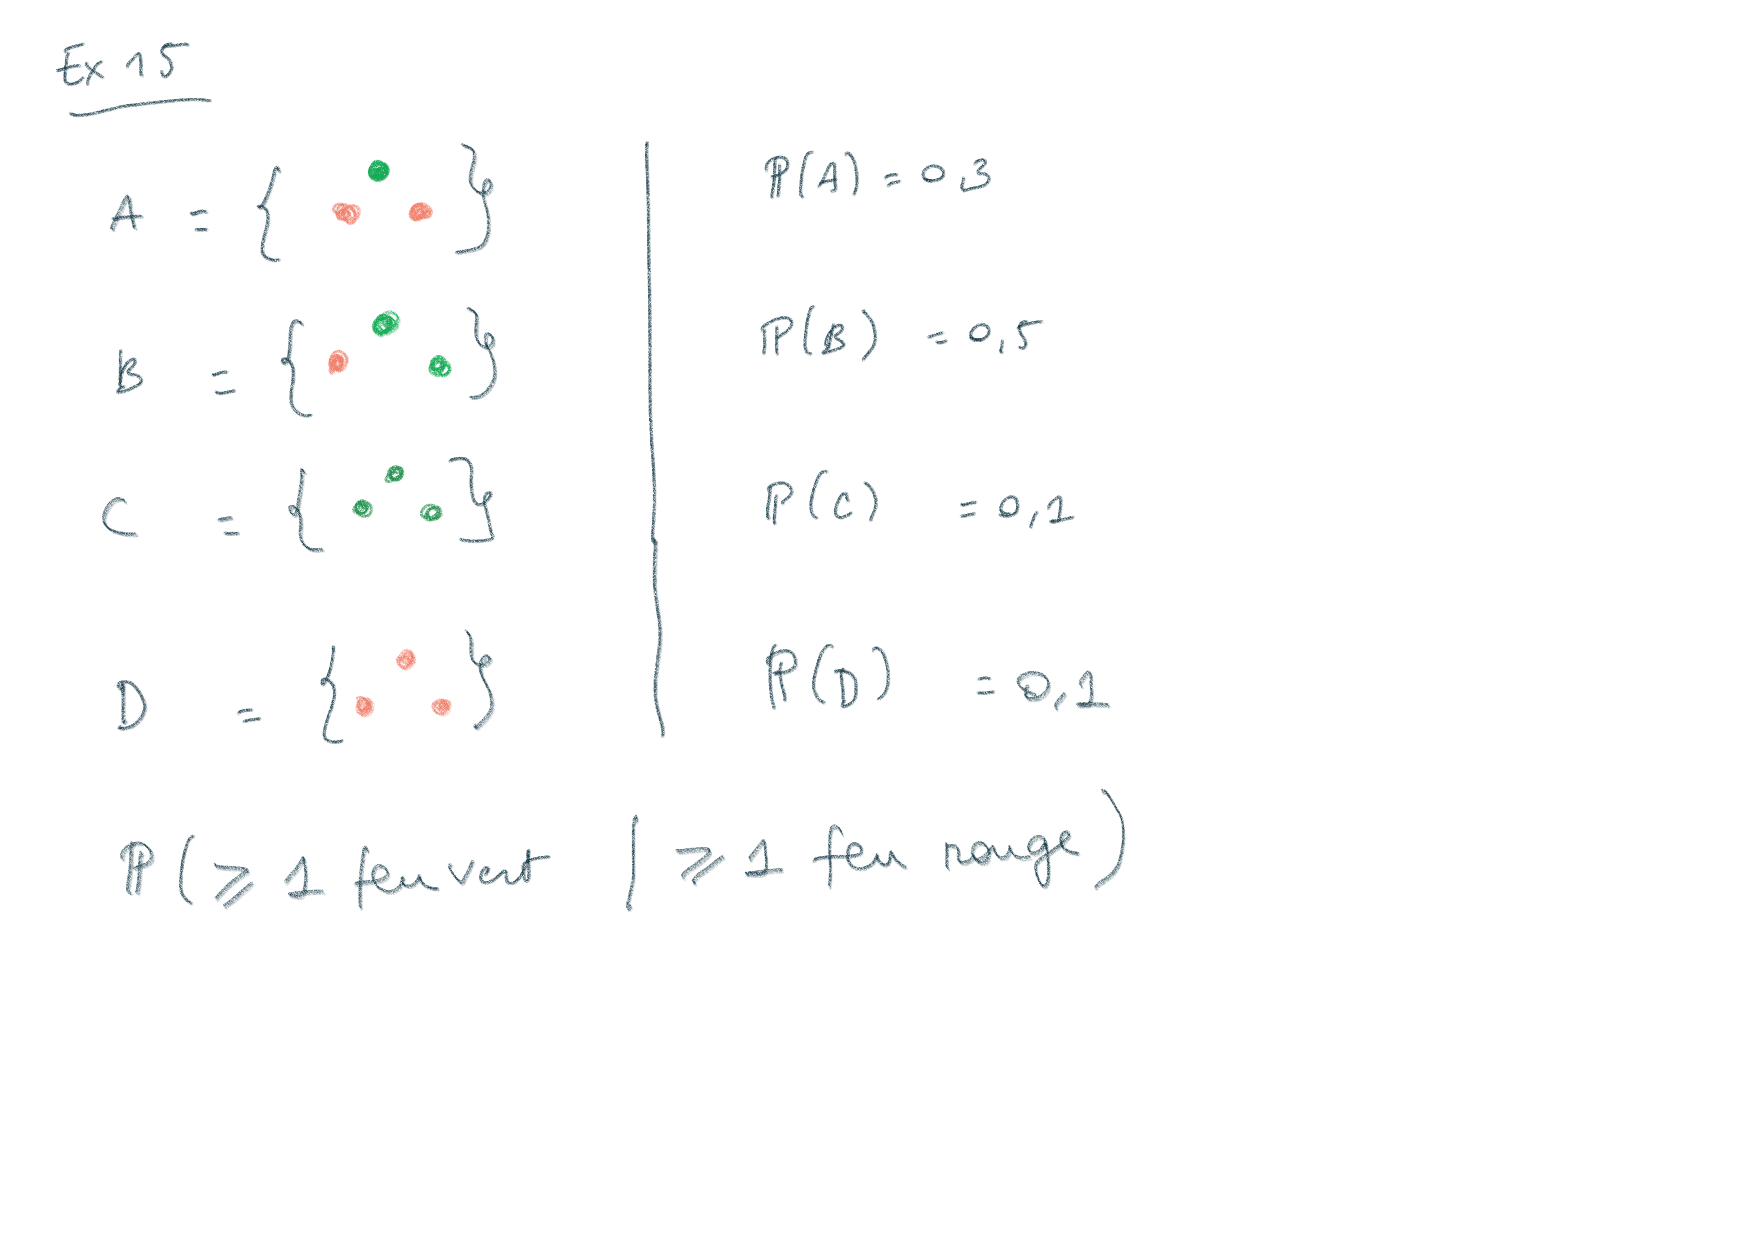 Ex 15
A = { } P(A) = 0,3
B = { } P(B) = 0,5
C = { } P(C) = 0,1
D = { } P(D) = 0,1
P(⩾ 1 feu vert | ⩾ 1 feu rouge)